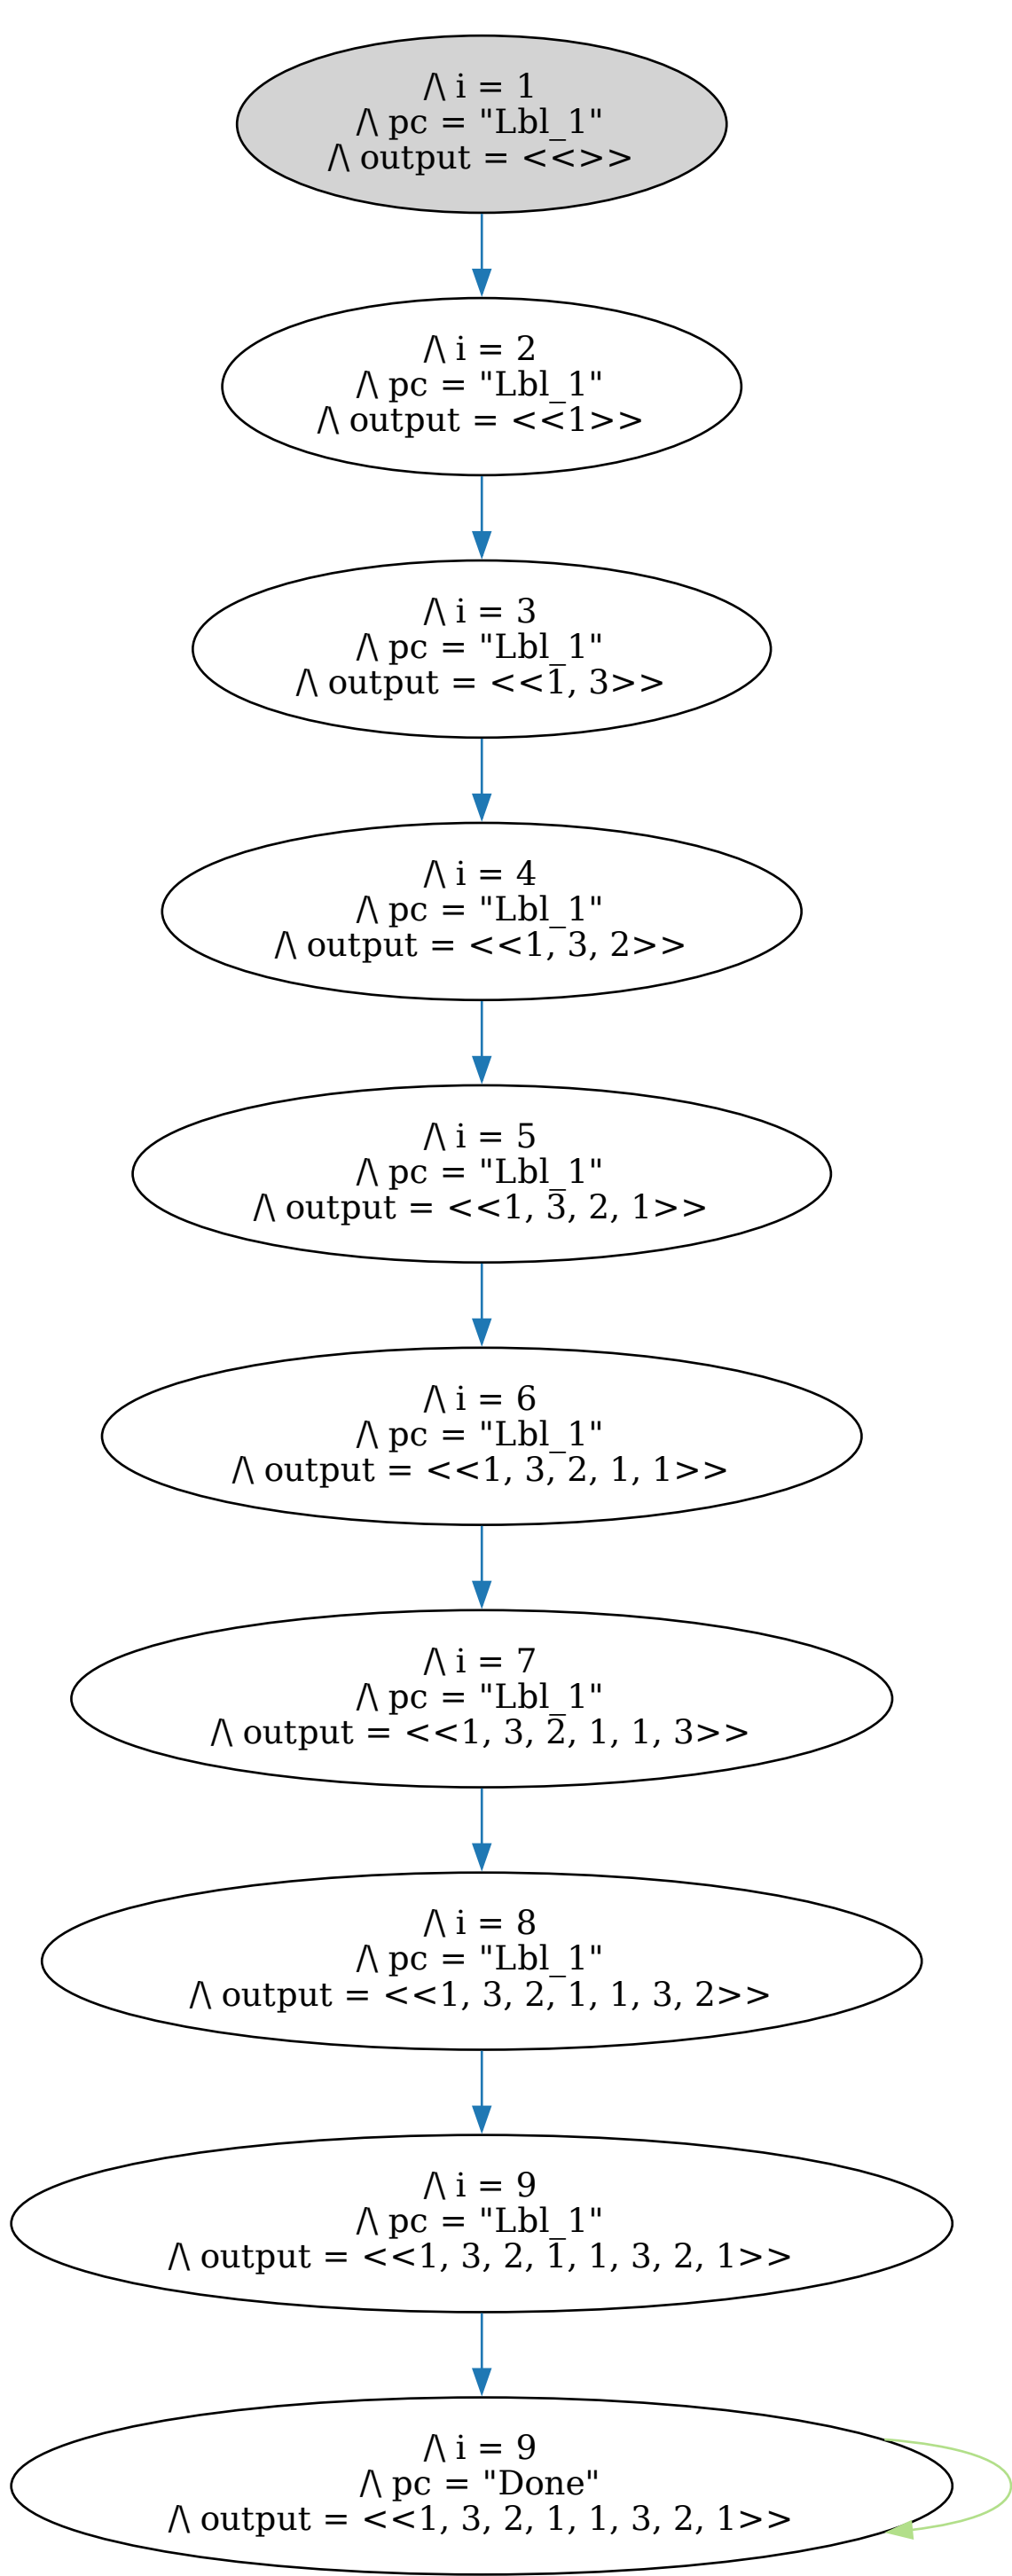 /\ i = 1
/\ pc = "Lbl_1"
/\ output = <<>>
/\ i = 2
/\ pc = "Lbl_1"
/\ output = <<1>>
/\ i = 3
/\ pc = "Lbl_1"
/\ output = <<1, 3>>
/\ i = 4
/\ pc = "Lbl_1"
/\ output = <<1, 3, 2>>
/\ i = 5
/\ pc = "Lbl_1"
/\ output = <<1, 3, 2, 1>>
/\ i = 6
/\ pc = "Lbl_1"
/\ output = <<1, 3, 2, 1, 1>>
/\ i = 7
/\ pc = "Lbl_1"
/\ output = <<1, 3, 2, 1, 1, 3>>
/\ i = 8
/\ pc = "Lbl_1"
/\ output = <<1, 3, 2, 1, 1, 3, 2>>
/\ i = 9
/\ pc = "Lbl_1"
/\ output = <<1, 3, 2, 1, 1, 3, 2, 1>>
/\ i = 9
/\ pc = "Done"
/\ output = <<1, 3, 2, 1, 1, 3, 2, 1>>